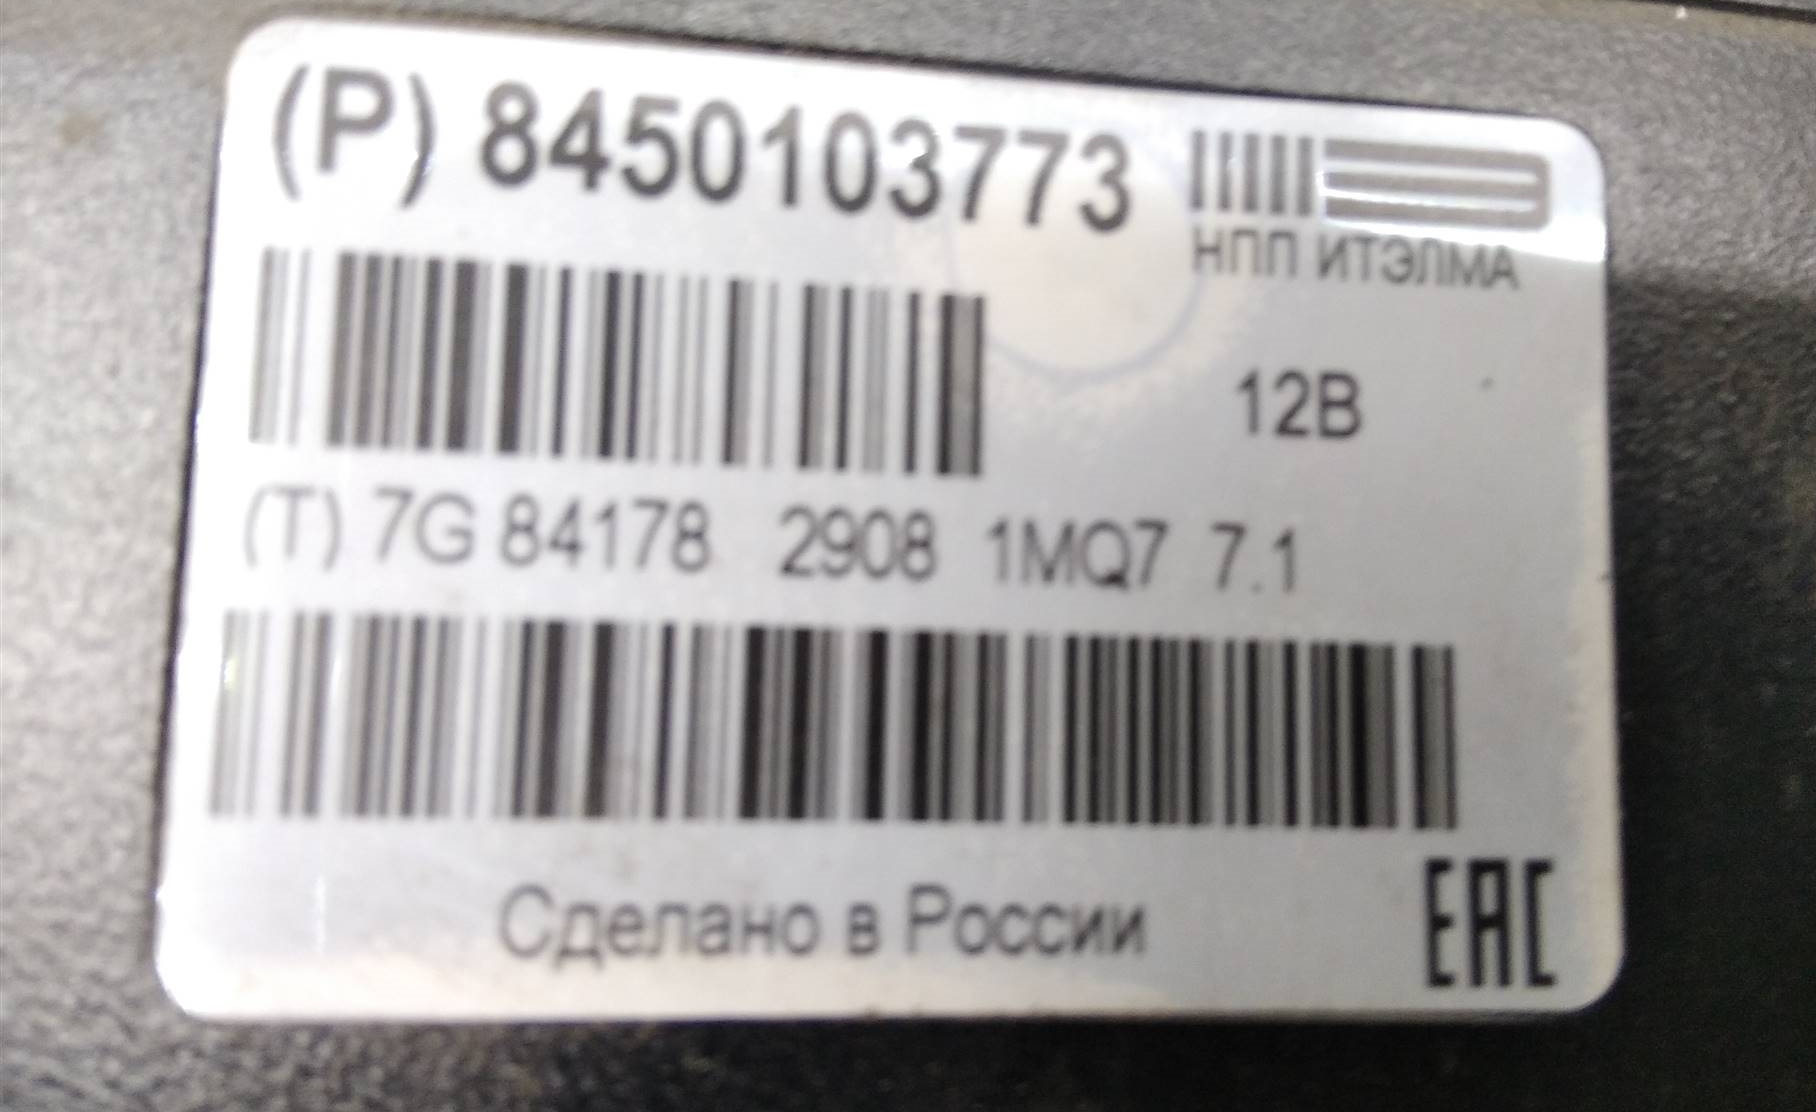 (P) 8450103773
НПП ИТЭЛМА
12В
(T) 7G 84178 2908 1MQ7 7.1
Сделано в России
EAC